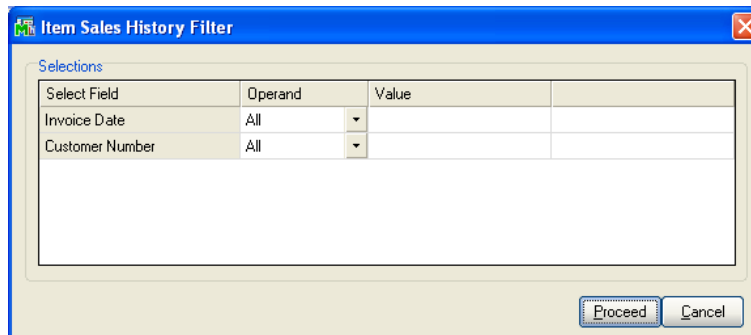 Item Sales History Filter
Selections
Select Field Operand Value
Invoice Date All
Customer Number All
Proceed Cancel